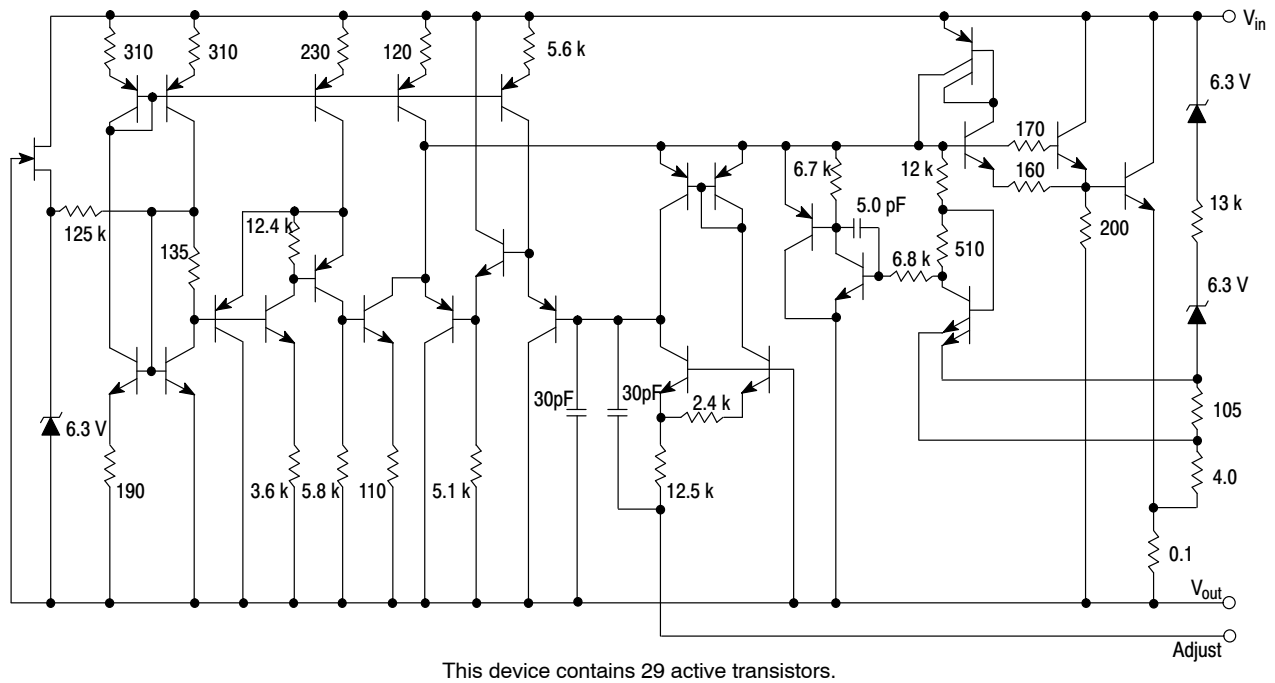 310
310
230
120
5.6 k
V_in
6.3 V
170
160
6.7 k
12 k
5.0 pF
13 k
200
125 k
12.4 k
135
6.8 k
510
6.3 V
30pF
30pF
2.4 k
105
6.3 V
190
3.6 k
5.8 k
110
5.1 k
12.5 k
4.0
0.1
V_out
Adjust
This device contains 29 active transistors.